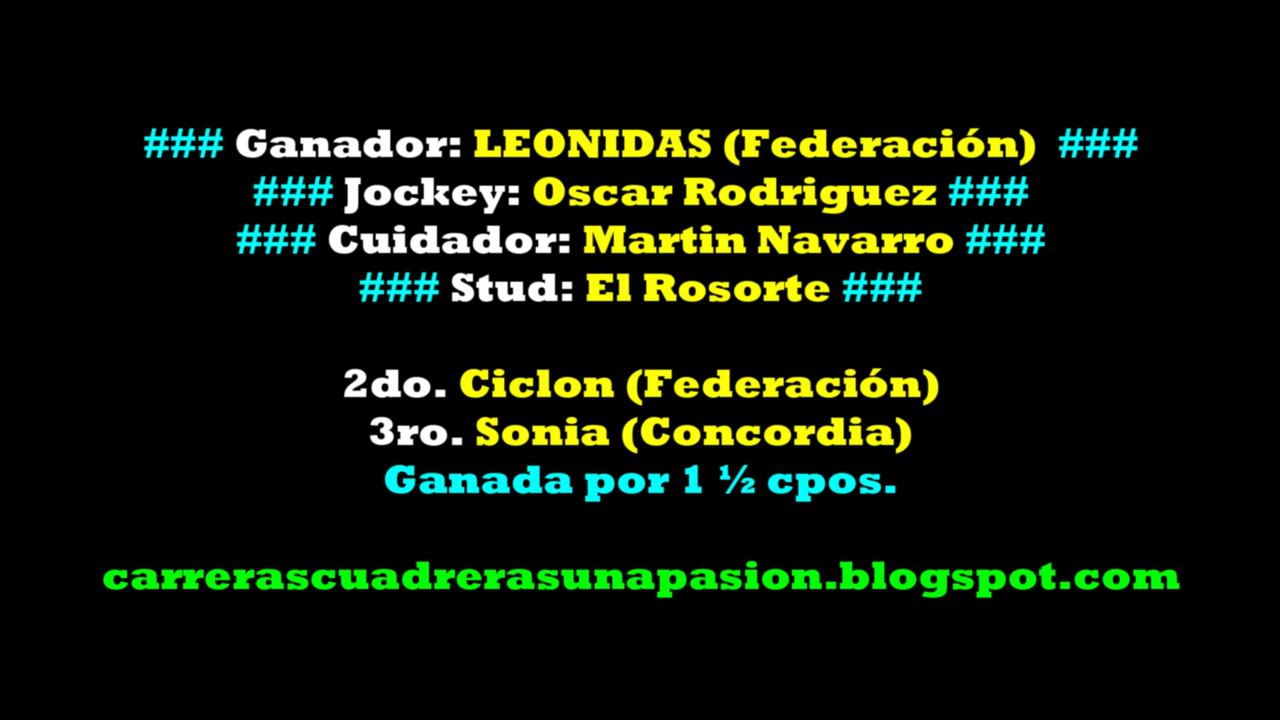 ### Ganador: LEONIDAS (Federación) ###
### Jockey: Oscar Rodriguez ###
### Cuidador: Martin Navarro ###
### Stud: El Rosorte ###
2do. Ciclon (Federación)
3ro. Sonia (Concordia)
Ganada por 1 ½ cpos.
carrerascuadrerasunapasion.blogspot.com